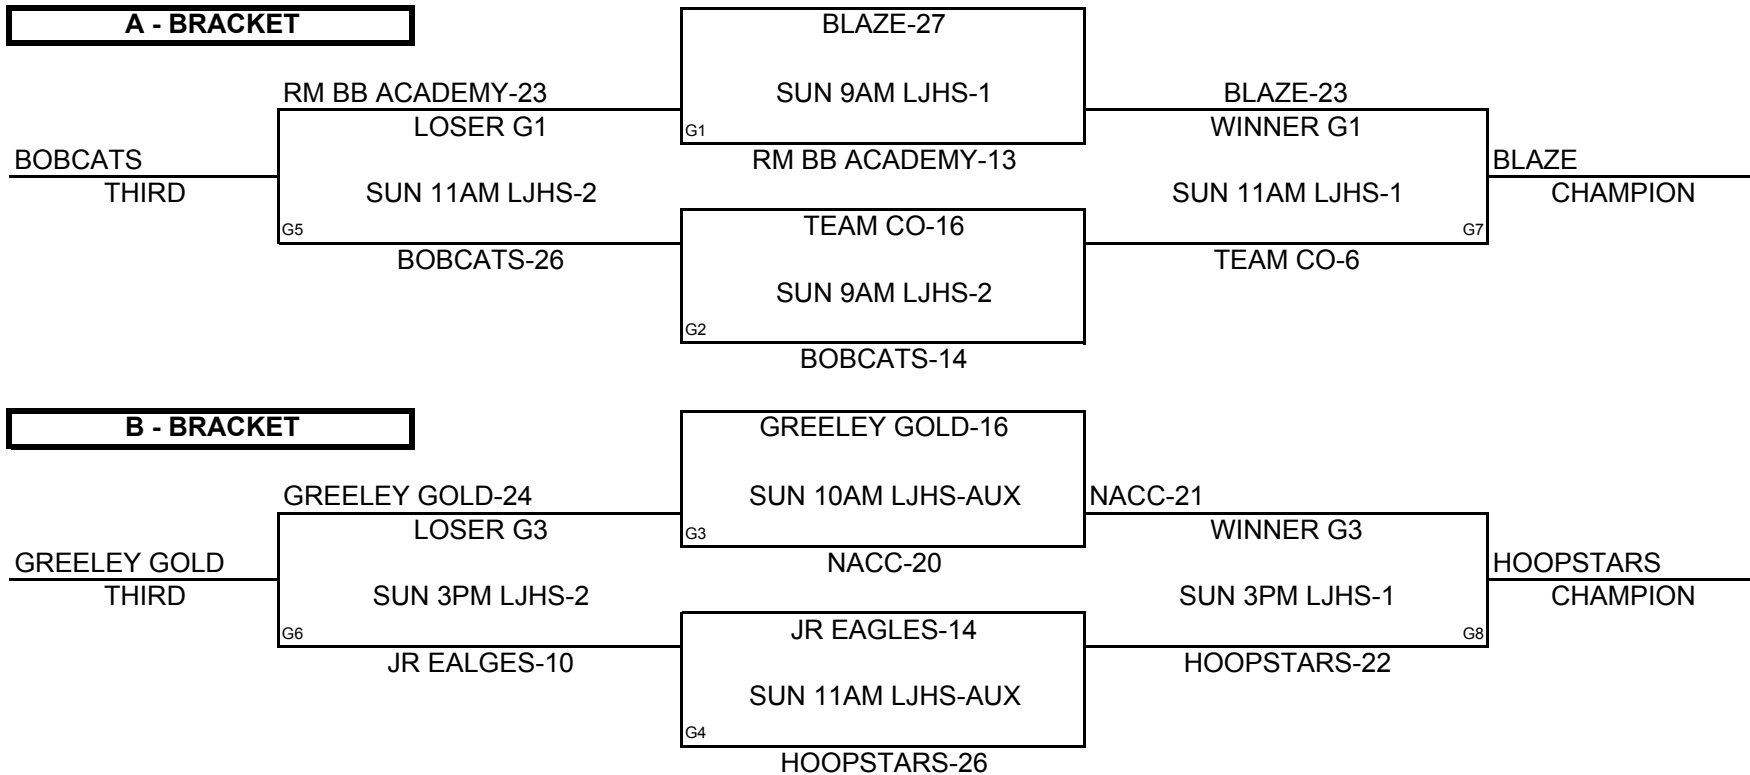 A - BRACKET
BLAZE-27
RM BB ACADEMY-23
SUN 9AM LJHS-1
BLAZE-23
LOSER G1
G1
WINNER G1
BOBCATS
RM BB ACADEMY-13
BLAZE
THIRD
SUN 11AM LJHS-2
SUN 11AM LJHS-1
CHAMPION
G5
TEAM CO-16
G7
BOBCATS-26
TEAM CO-6
SUN 9AM LJHS-2
G2
BOBCATS-14
B - BRACKET
GREELEY GOLD-16
GREELEY GOLD-24
SUN 10AM LJHS-AUX
NACC-21
LOSER G3
G3
WINNER G3
GREELEY GOLD
NACC-20
HOOPSTARS
THIRD
SUN 3PM LJHS-2
SUN 3PM LJHS-1
CHAMPION
G6
JR EAGLES-14
G8
JR EALGES-10
HOOPSTARS-22
SUN 11AM LJHS-AUX
G4
HOOPSTARS-26